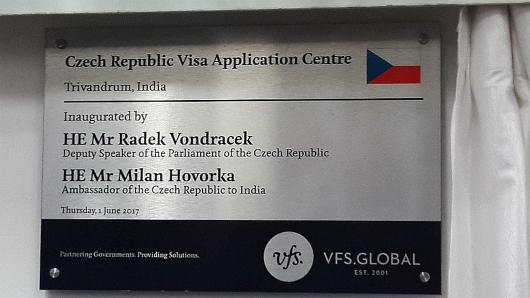 Czech Republic Visa Application Centre
Trivandrum, India
Inaugurated by
HE Mr Radek Vondracek
Deputy Speaker of the Parliament of the Czech Republic
HE Mr Milan Hovorka
Ambassador of the Czech Republic to India
Thursday, 1 June 2017
Partnering Governments. Providing Solutions.
vfs.
VFS.GLOBAL
EST. 2001